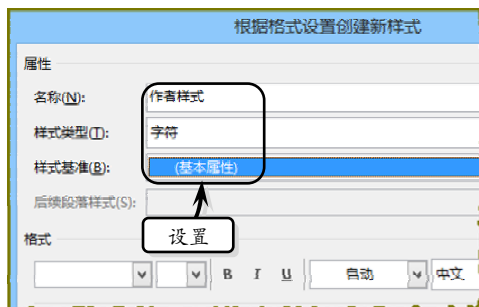 根据格式设置创建新样式
属性
名称(N): 作者样式
样式类型(T): 字符
样式基准(B): (基本属性)
后续段落样式(S):
设置
格式
B I U 自动 中文